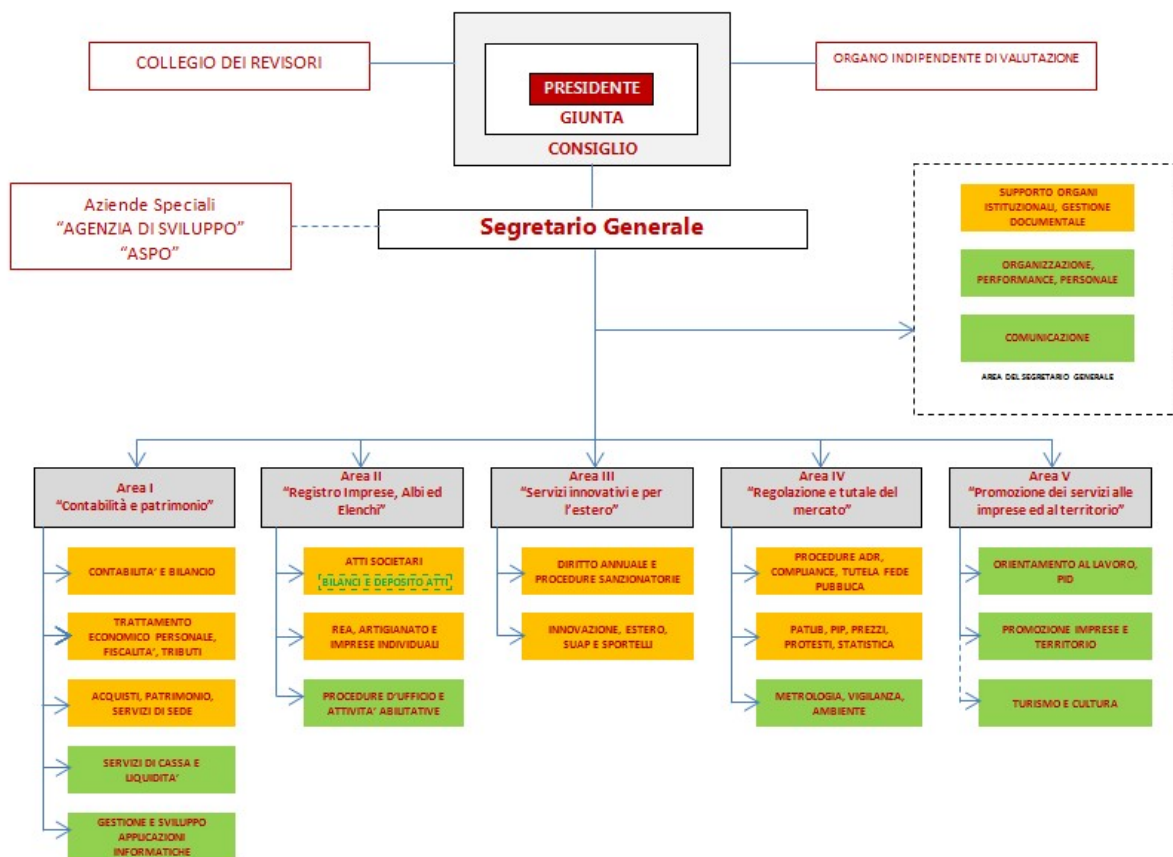 COLLEGIO DEI REVISORI
ORGANO INDIPENDENTE DI VALUTAZIONE
PRESIDENTE
GIUNTA
CONSIGLIO
Aziende Speciali
“AGENZIA DI SVILUPPO”
“ASPO”
Segretario Generale
SUPPORTO ORGANI
ISTITUZIONALI, GESTIONE
DOCUMENTALE
ORGANIZZAZIONE,
PERFORMANCE, PERSONALE
COMUNICAZIONE
AREA DEL SEGRETARIO GENERALE
Area I
“Contabilità e patrimonio”
CONTABILITA’ E BILANCIO
TRATTAMENTO
ECONOMICO PERSONALE,
FISCALITA’, TRIBUTI
ACQUISTI, PATRIMONIO,
SERVIZI DI SEDE
SERVIZI DI CASSA E
LIQUIDITA’
GESTIONE E SVILUPPO
APPLICAZIONI
INFORMATICHE
Area II
“Registro Imprese, Albi ed
Elenchi”
ATTI SOCIETARI
BILANCI E DEPOSITO ATTI
REA, ARTIGIANATO E
IMPRESE INDIVIDUALI
PROCEDURE D’UFFICIO E
ATTIVITA’ ABILITATIVE
Area III
“Servizi innovativi e per
l’estero”
DIRITTO ANNUALE E
PROCEDURE SANZIONATORIE
INNOVAZIONE, ESTERO,
SUAP E SPORTELLI
Area IV
“Regolazione e tutale del
mercato”
PROCEDURE ADR,
COMPLIANCE, TUTELA FEDE
PUBBLICA
PATLIB, PIP, PREZZI,
PROTESTI, STATISTICA
METROLOGIA, VIGILANZA,
AMBIENTE
Area V
“Promozione dei servizi alle
imprese ed al territorio”
ORIENTAMENTO AL LAVORO,
PID
PROMOZIONE IMPRESE E
TERRITORIO
TURISMO E CULTURA